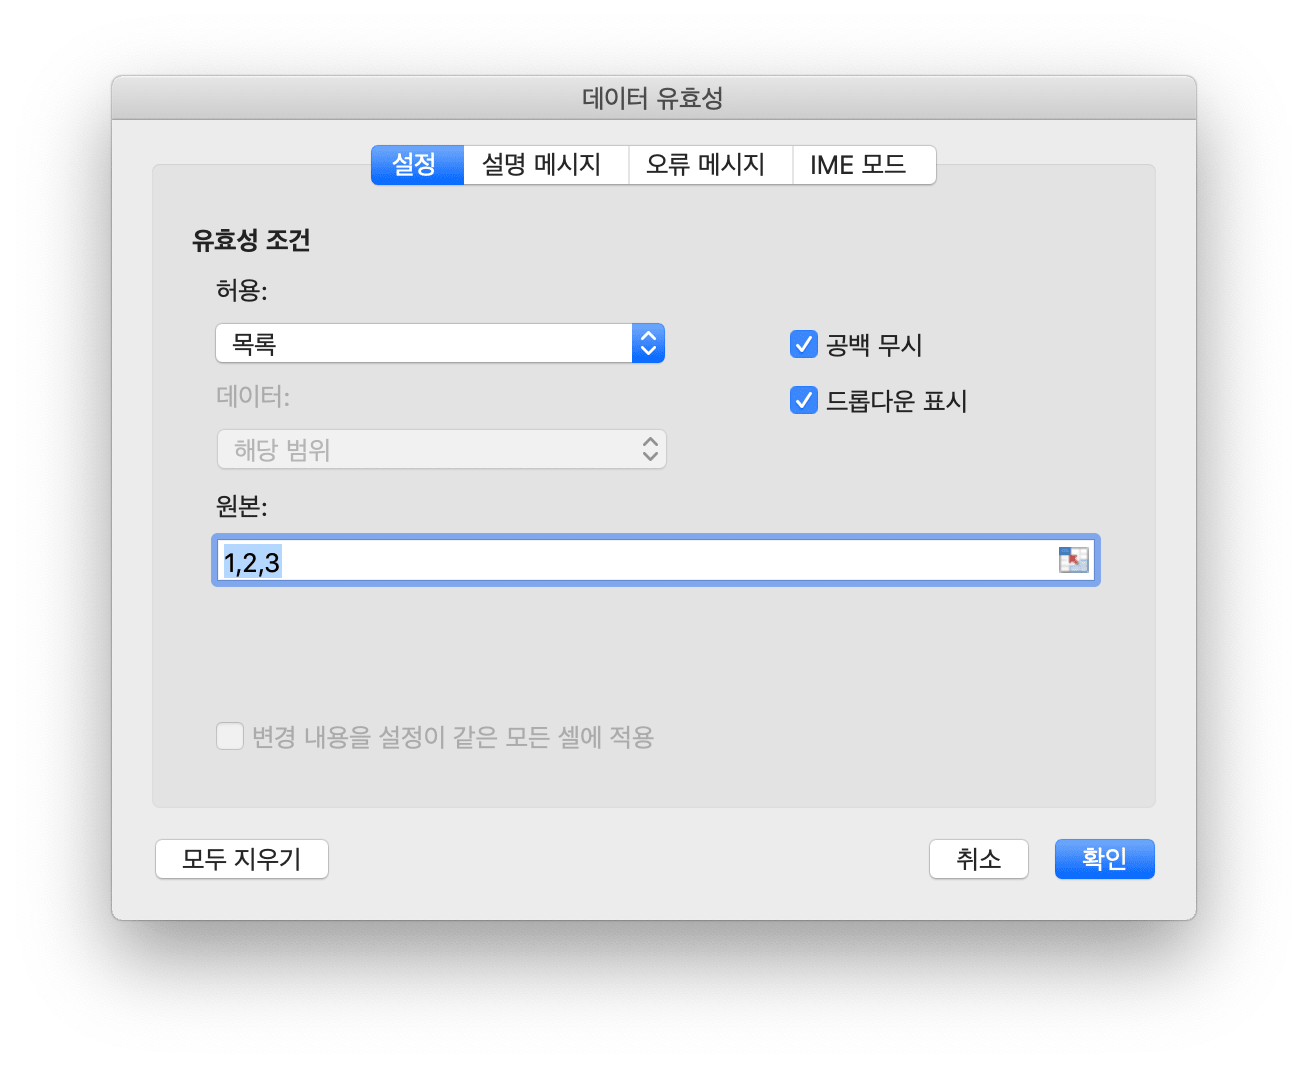 데이터 유효성
설정 설명 메시지 오류 메시지 IME 모드
유효성 조건
허용:
목록
공백 무시
데이터:
드롭다운 표시
해당 범위
원본:
1,2,3
변경 내용을 설정이 같은 모든 셀에 적용
모두 지우기 취소 확인